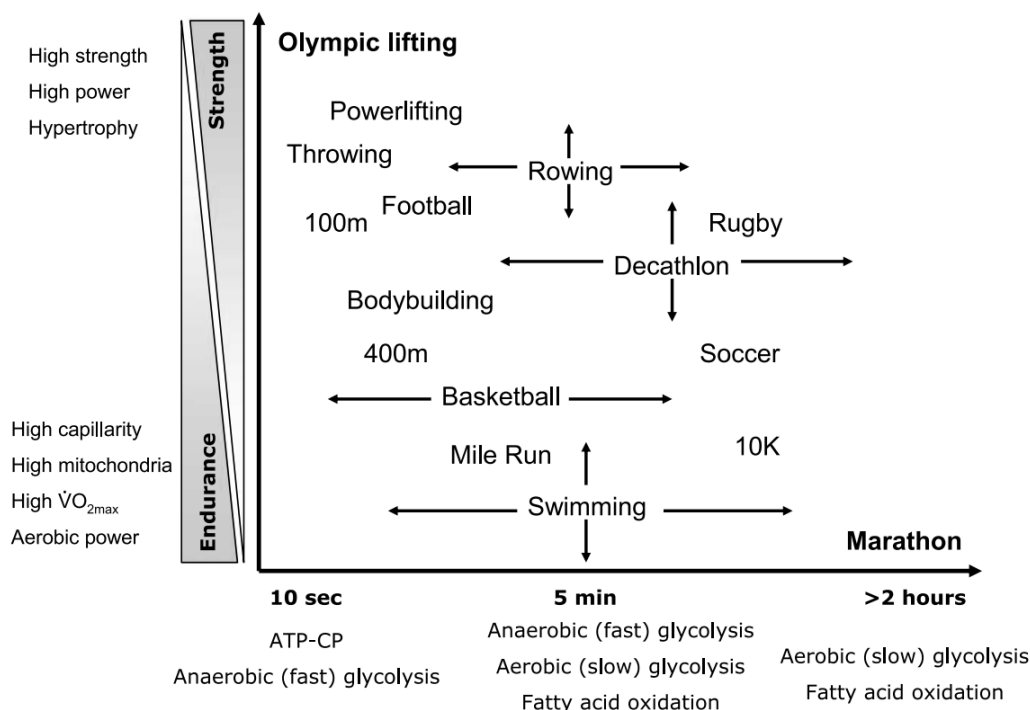 High strength
High power
Hypertrophy
Strength
High capillarity
High mitochondria
High V̇O2max
Aerobic power
Endurance
Olympic lifting
Powerlifting
Throwing
Rowing
Football
100m
Rugby
Decathlon
Bodybuilding
400m
Soccer
Basketball
Mile Run
10K
Swimming
Marathon
10 sec
ATP-CP
Anaerobic (fast) glycolysis
5 min
Anaerobic (fast) glycolysis
Aerobic (slow) glycolysis
Fatty acid oxidation
>2 hours
Aerobic (slow) glycolysis
Fatty acid oxidation